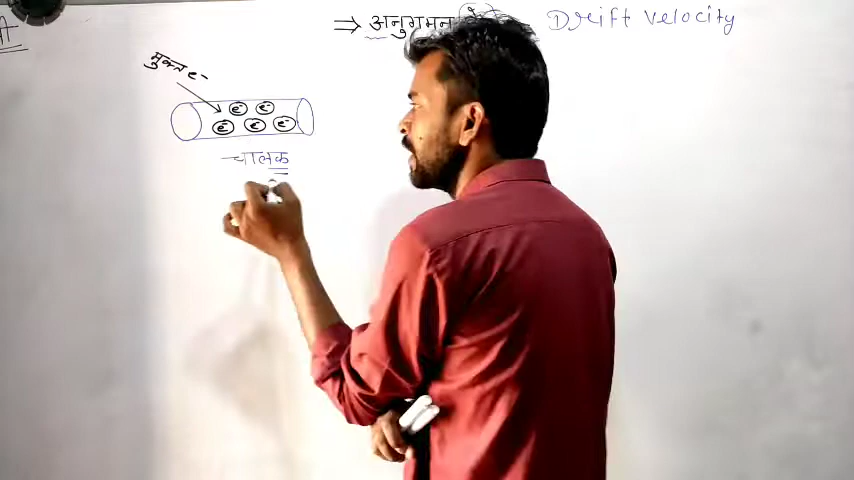 ⇒ अनुगमन Drift velocity
मुक्त e-
e- e-
e- e- e-
चालक